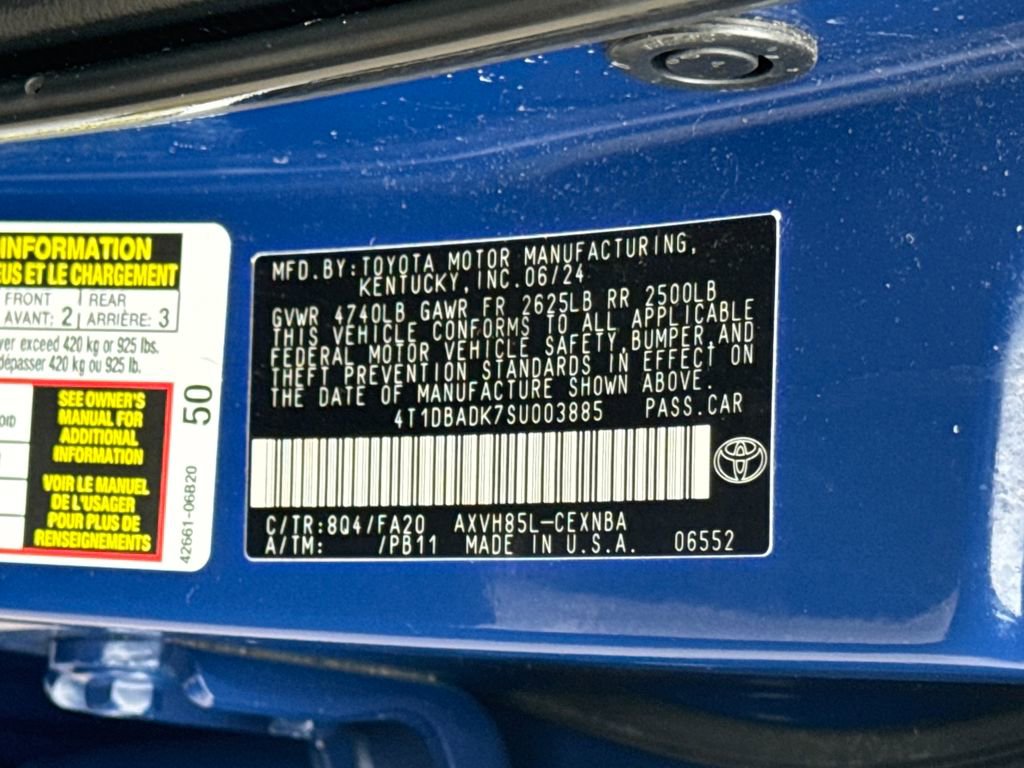 INFORMATION
EUS ET LE CHARGEMENT
FRONT
AVANT: 2
REAR
ARRIÈRE: 3
ver exceed 420 kg or 925 lbs.
dépasser 420 kg ou 925 lb.
SEE OWNER'S
MANUAL FOR
ADDITIONAL
INFORMATION
VOIR LE MANUEL
DE L'USAGER
POUR PLUS DE
RENSEIGNEMENTS
50
42661-06B20
MFD.BY:TOYOTA MOTOR MANUFACTURING,
KENTUCKY, INC.06/24
GVWR 4740LB GAWR FR 2625LB RR 2500LB
THIS VEHICLE CONFORMS TO ALL APPLICABLE
FEDERAL MOTOR VEHICLE SAFETY,BUMPER,AND
THEFT PREVENTION STANDARDS IN EFFECT ON
THE DATE OF MANUFACTURE SHOWN ABOVE.
4T1DBADK7SU003885 PASS.CAR
C/TR:8Q4/FA20 AXVH85L-CEXNBA
A/TM: /PB11 MADE IN U.S.A. 06552